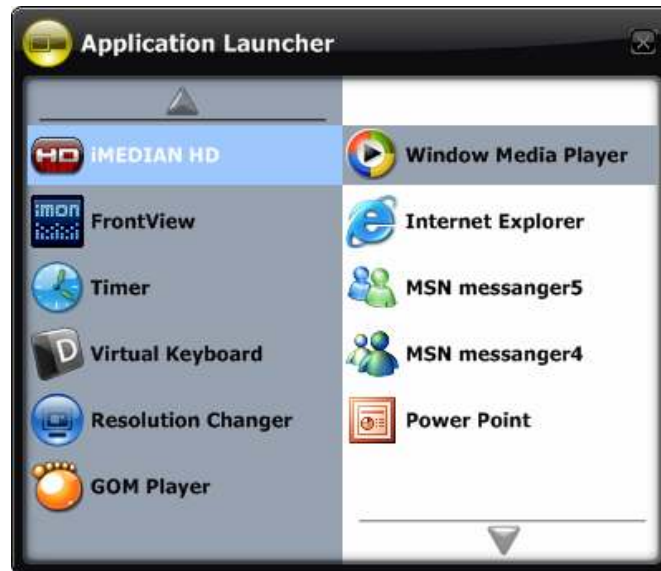 Application Launcher
HD
iMEDIAN HD
imon
FrontView
Timer
D
Virtual Keyboard
Resolution Changer
GOM Player
Window Media Player
Internet Explorer
MSN messanger5
MSN messanger4
Power Point